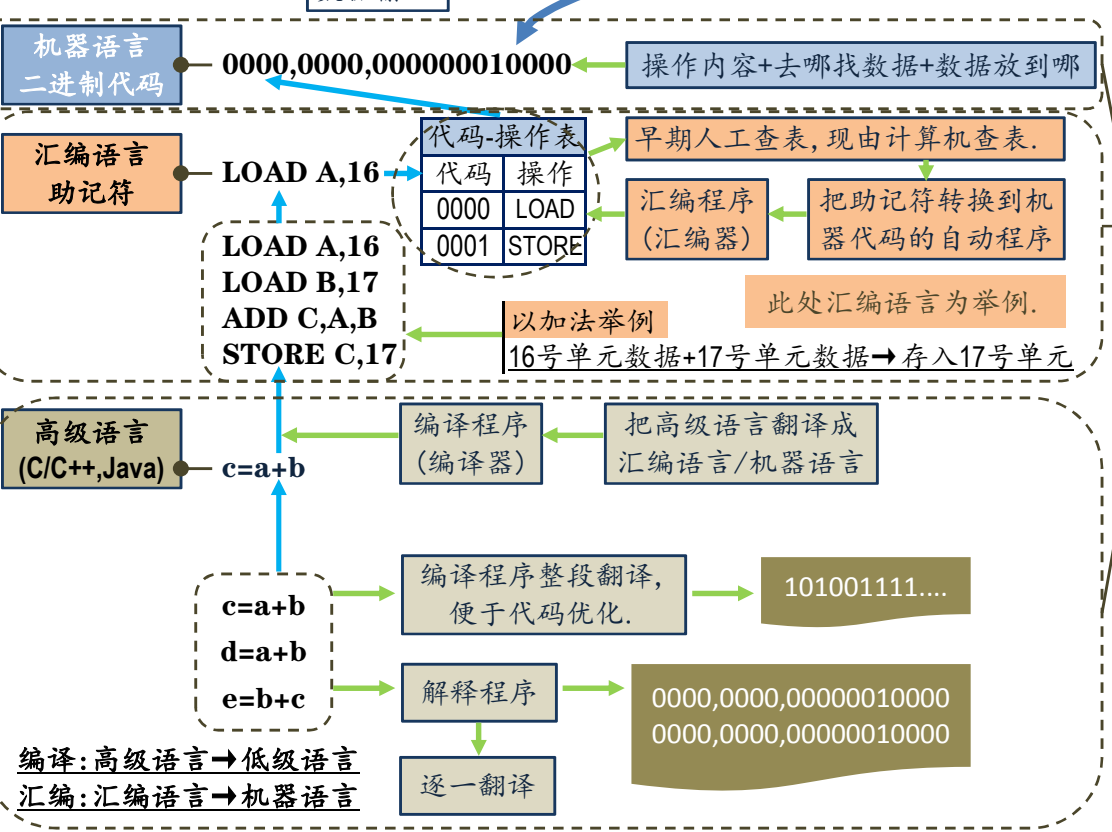 机器语言
二进制代码
0000,0000,000000010000
操作内容+去哪找数据+数据放到哪
汇编语言
助记符
LOAD A,16
代码-操作表
代码 操作
0000 LOAD
0001 STORE
早期人工查表,现由计算机查表.
汇编程序
(汇编器)
把助记符转换到机
器代码的自动程序
LOAD A,16
LOAD B,17
ADD C,A,B
STORE C,17
此处汇编语言为举例.
以加法举例
16号单元数据+17号单元数据→存入17号单元
高级语言
(C/C++,Java)
c=a+b
编译程序
(编译器)
把高级语言翻译成
汇编语言/机器语言
c=a+b
d=a+b
e=b+c
编译程序整段翻译,
便于代码优化.
101001111....
解释程序
0000,0000,00000010000
0000,0000,00000010000
逐一翻译
编译:高级语言→低级语言
汇编:汇编语言→机器语言